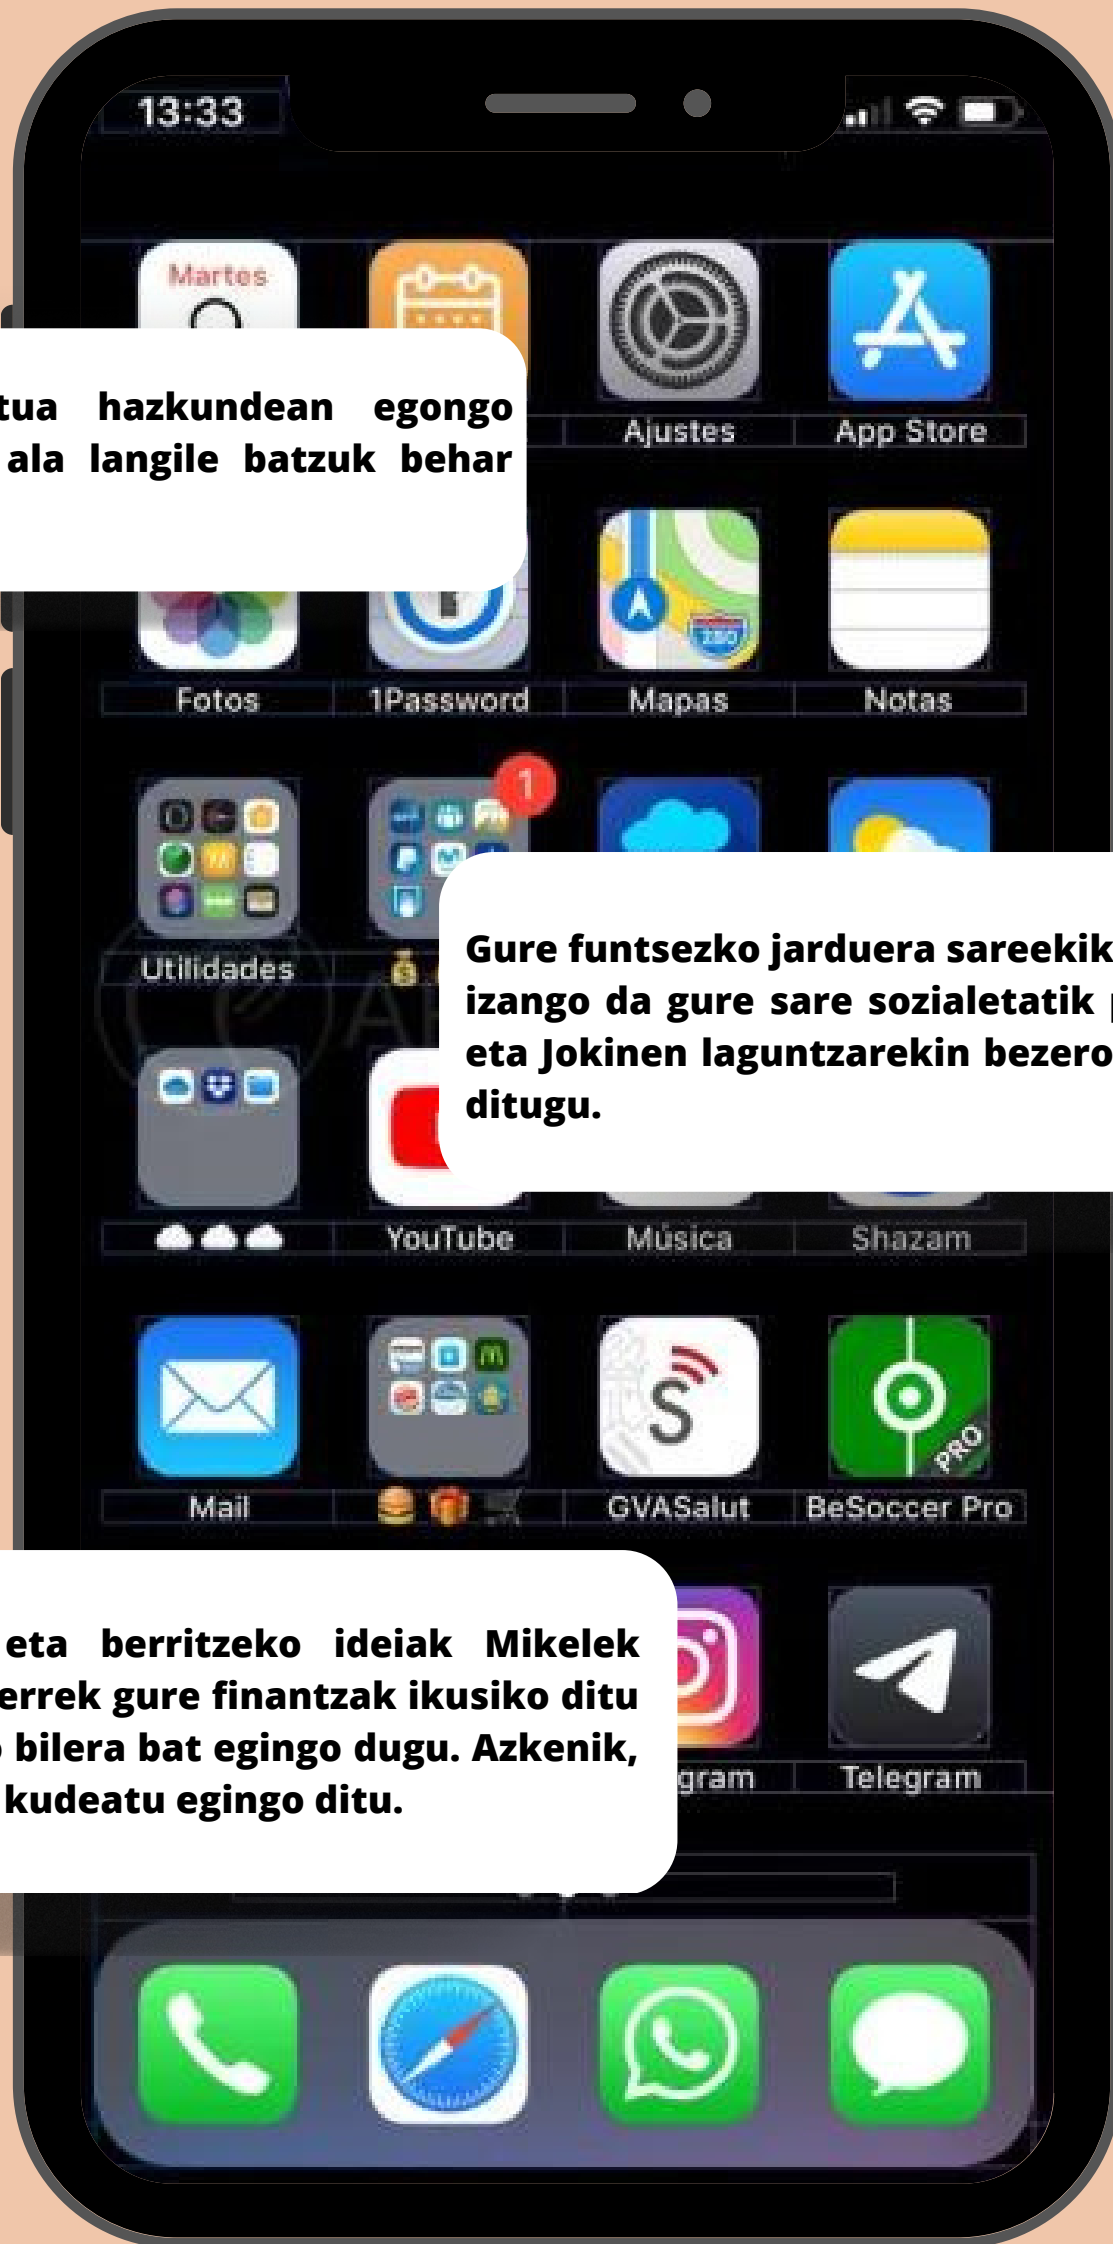 13:33
Martes
tua hazkundean egongo
ala langile batzuk behar
Ajustes
App Store
280
Fotos
1Password
Mapas
Notas
1
Utilidades
Gure funtsezko jarduera sareekik
izango da gure sare sozialetatik
eta Jokinen laguntzarekin bezero
ditugu.
YouTube
Música
Shazam
PRO
Mail
GVASalut
BeSoccer Pro
eta berritzeko ideiak Mikelek
errek gure finantzak ikusiko ditu
bilera bat egingo dugu. Azkenik,
kudeatu egingo ditu.
gram
Telegram